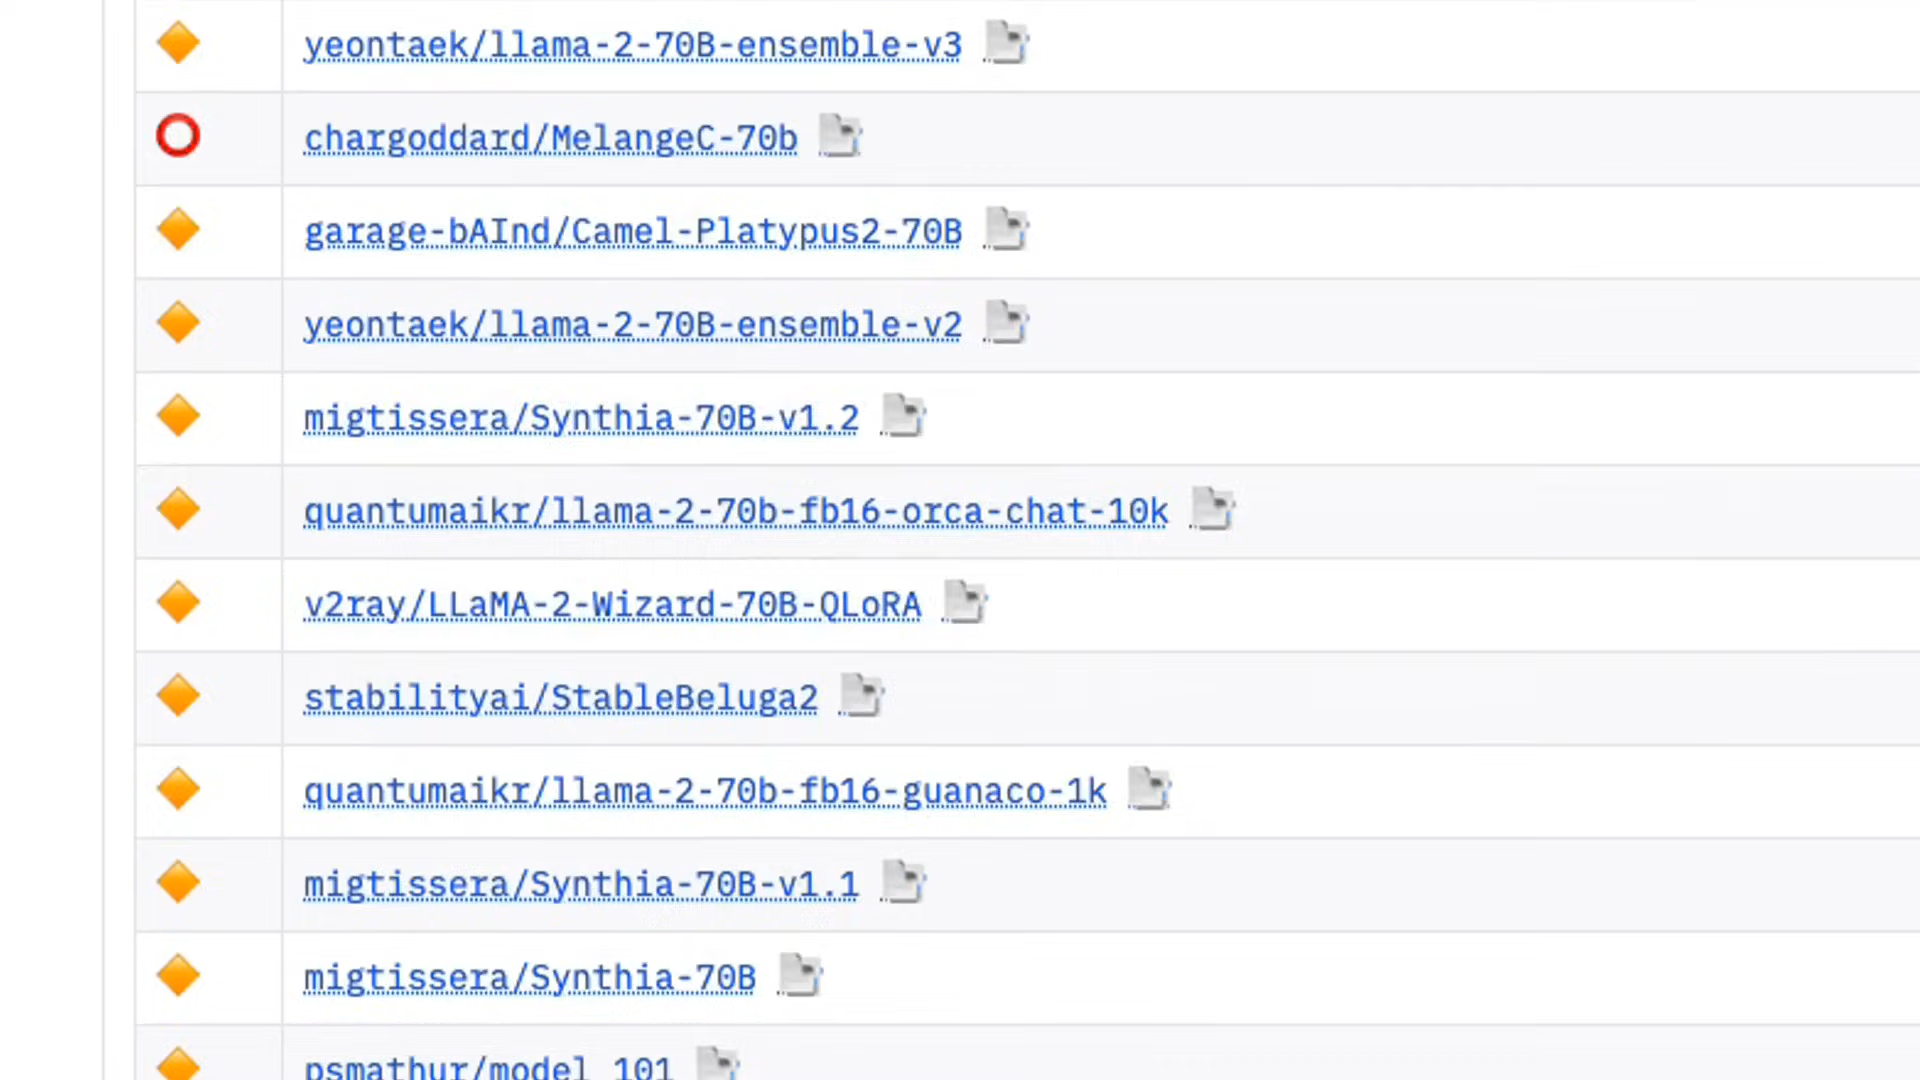 yeontaek/llama-2-70B-ensemble-v3
chargoddard/MelangeC-70b
garage-bAInd/Camel-Platypus2-70B
yeontaek/llama-2-70B-ensemble-v2
migtissera/Synthia-70B-v1.2
quantumaikr/llama-2-70b-fb16-orca-chat-10k
v2ray/LLaMA-2-Wizard-70B-QLoRA
stabilityai/StableBeluga2
quantumaikr/llama-2-70b-fb16-guanaco-1k
migtissera/Synthia-70B-v1.1
migtissera/Synthia-70B
psmathur/model_101